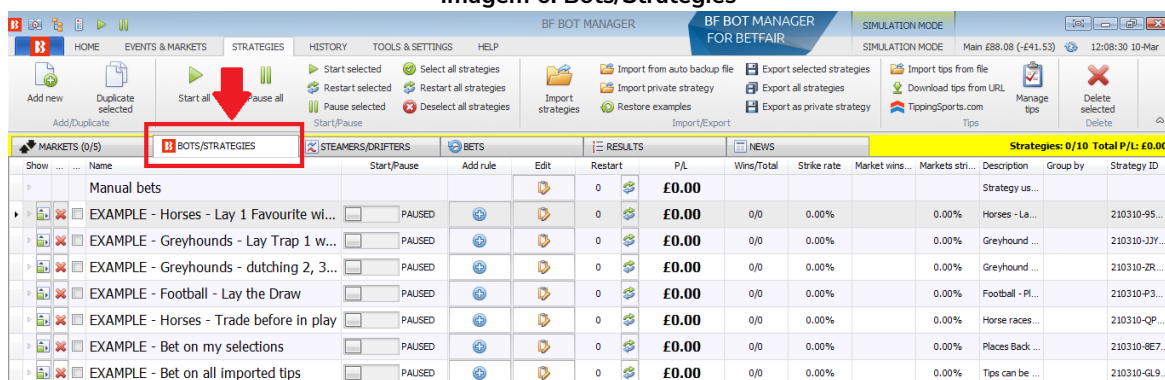 Imagem 6: Bots/Strategies
BF BOT MANAGER
BF BOT MANAGER
FOR BETFAIR
SIMULATION MODE
HOME EVENTS & MARKETS STRATEGIES HISTORY TOOLS & SETTINGS HELP
SIMULATION MODE Main £88.08 (-£41.53) 12:08:30 10-Mar
Add new
Duplicate selected
Start all
Pause all
Start selected
Restart selected
Pause selected
Select all strategies
Restart all strategies
Deselect all strategies
Import strategies
Import from auto backup file
Import private strategy
Restore examples
Export selected strategies
Export all strategies
Export as private strategy
Import tips from file
Download tips from URL
TippingSports.com
Manage tips
Delete selected
Add/Duplicate Start/Pause Import/Export Tips Delete
MARKETS (0/5) BOTS/STRATEGIES STEAMERS/DRIFTERS BETS RESULTS NEWS Strategies: 0/10 Total P/L: £0.00
Show ... ... Name Start/Pause Add rule Edit Restart P/L Wins/Total Strike rate Market wins... Markets stri... Description Group by Strategy ID
Manual bets 0 £0.00 Strategy us...
EXAMPLE - Horses - Lay 1 Favourite wi... PAUSED 0 £0.00 0/0 0.00% 0.00% Horses - La... 210310-95...
EXAMPLE - Greyhounds - Lay Trap 1 w... PAUSED 0 £0.00 0/0 0.00% 0.00% Greyhound ... 210310-JJY...
EXAMPLE - Greyhounds - dutching 2, 3... PAUSED 0 £0.00 0/0 0.00% 0.00% Greyhound ... 210310-ZR...
EXAMPLE - Football - Lay the Draw PAUSED 0 £0.00 0/0 0.00% 0.00% Football - Pl... 210310-P3...
EXAMPLE - Horses - Trade before in play PAUSED 0 £0.00 0/0 0.00% 0.00% Horse races... 210310-QP...
EXAMPLE - Bet on my selections PAUSED 0 £0.00 0/0 0.00% 0.00% Places Back ... 210310-8E7...
EXAMPLE - Bet on all imported tips PAUSED 0 £0.00 0/0 0.00% 0.00% Tips can be ... 210310-GL9...